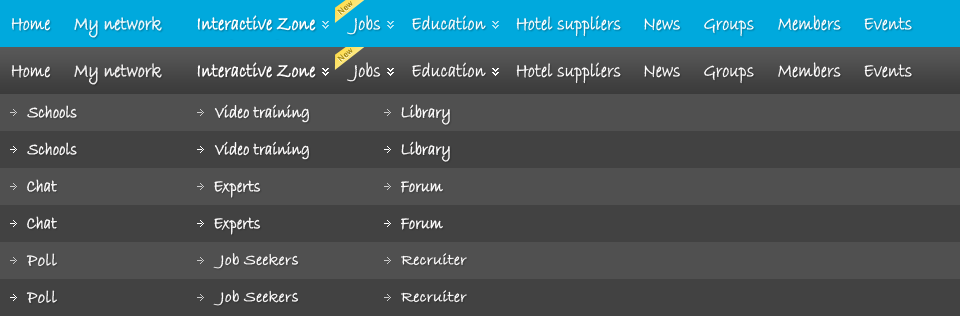 Home My network Interactive Zone New Jobs Education Hotel suppliers News Groups Members Events
Home My network Interactive Zone New Jobs Education Hotel suppliers News Groups Members Events
Schools Video training Library
Schools Video training Library
Chat Experts Forum
Chat Experts Forum
Poll Job Seekers Recruiter
Poll Job Seekers Recruiter